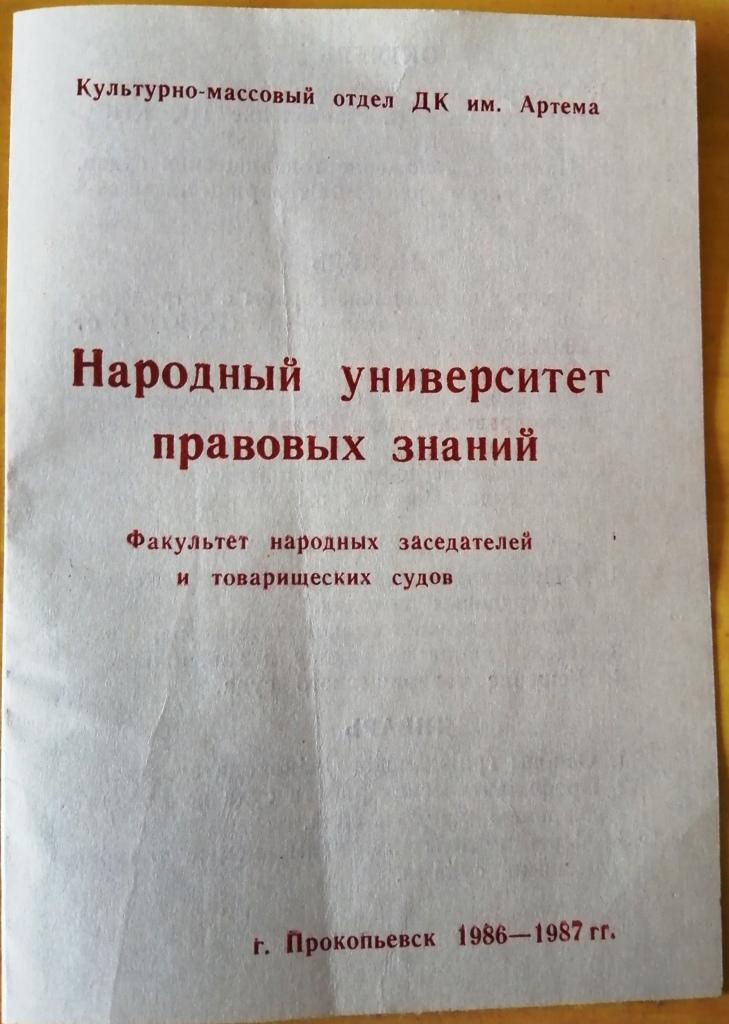 Культурно-массовый отдел ДК им. Артема
Народный университет
правовых знаний
Факультет народных заседателей
и товарищеских судов
г. Прокопьевск 1986—1987 гг.